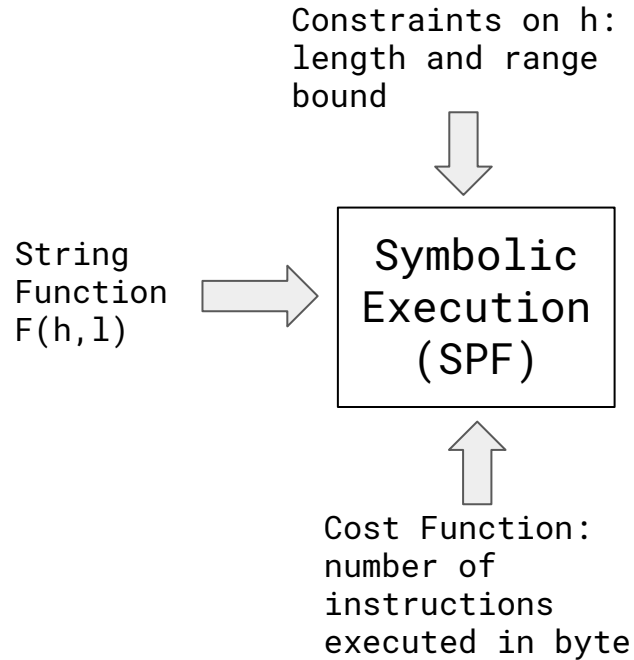 Constraints on h:
length and range
bound
String
Function
F(h,l)
Symbolic
Execution
(SPF)
Cost Function:
number of
instructions
executed in byte